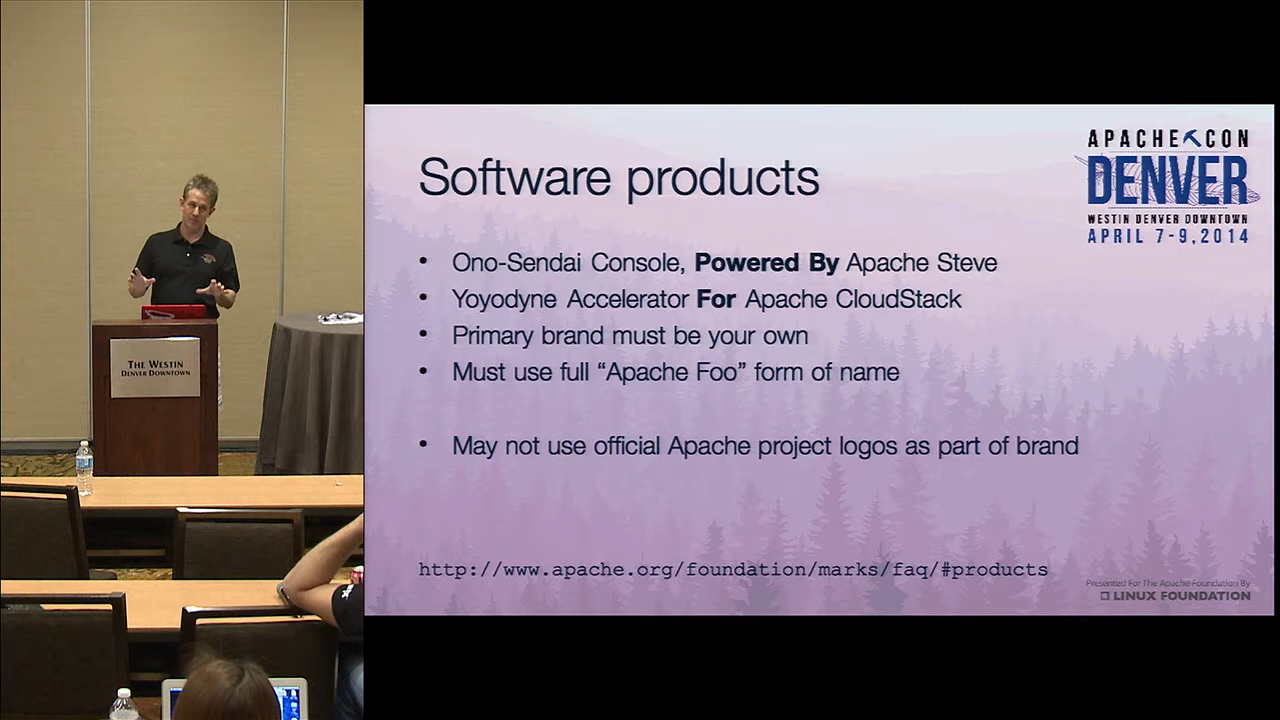 THE WESTIN
DENVER DOWNTOWN
Software products
APACHE CON
DENVER
WESTIN DENVER DOWNTOWN
APRIL 7-9, 2014
• Ono-Sendai Console, Powered By Apache Steve
• Yoyodyne Accelerator For Apache CloudStack
• Primary brand must be your own
• Must use full “Apache Foo” form of name
• May not use official Apache project logos as part of brand
http://www.apache.org/foundation/marks/faq/#products
Presented For The Apache Foundation By
LINUX FOUNDATION